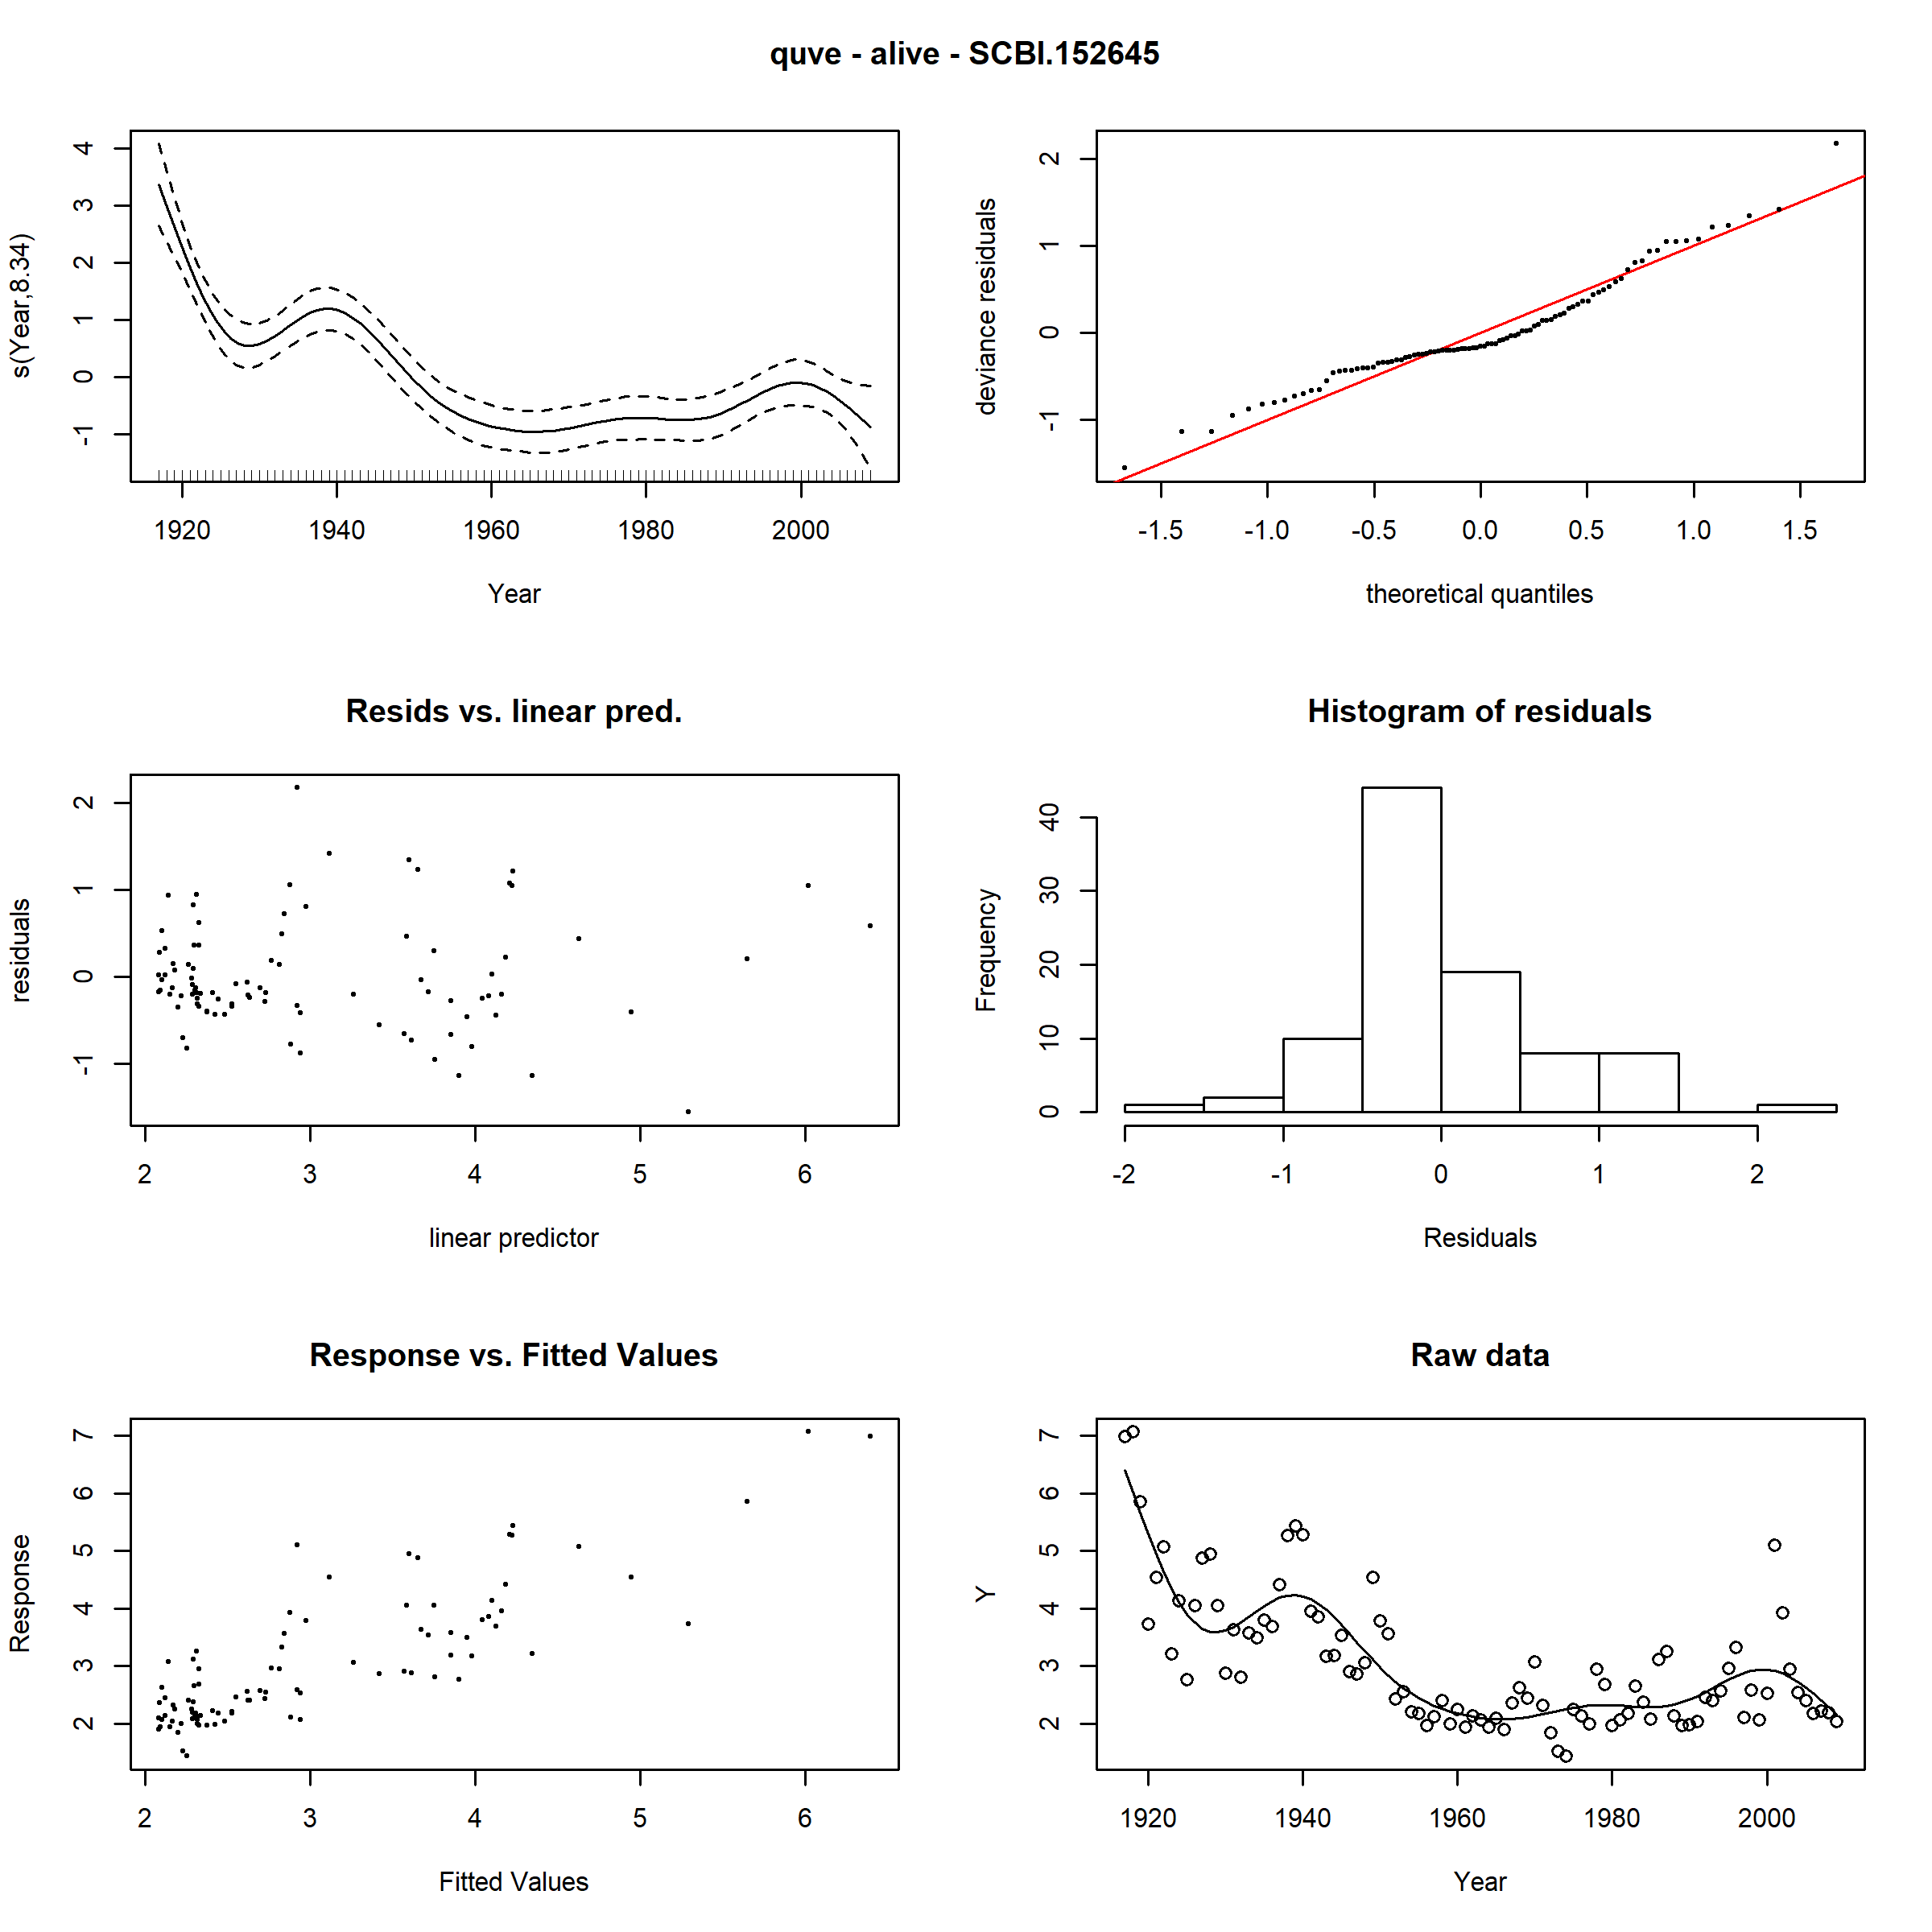 quve - alive - SCBI.152645
s(Year,8.34)
4
3
2
1
0
-1
1920 1940 1960 1980 2000
Year
deviance residuals
2
1
0
-1
-1.5 -1.0 -0.5 0.0 0.5 1.0 1.5
theoretical quantiles
Resids vs. linear pred.
residuals
2
1
0
-1
2 3 4 5 6
linear predictor
Histogram of residuals
Frequency
40
30
20
10
0
-2 -1 0 1 2
Residuals
Response vs. Fitted Values
Response
7
6
5
4
3
2
2 3 4 5 6
Fitted Values
Raw data
Y
7
6
5
4
3
2
1920 1940 1960 1980 2000
Year